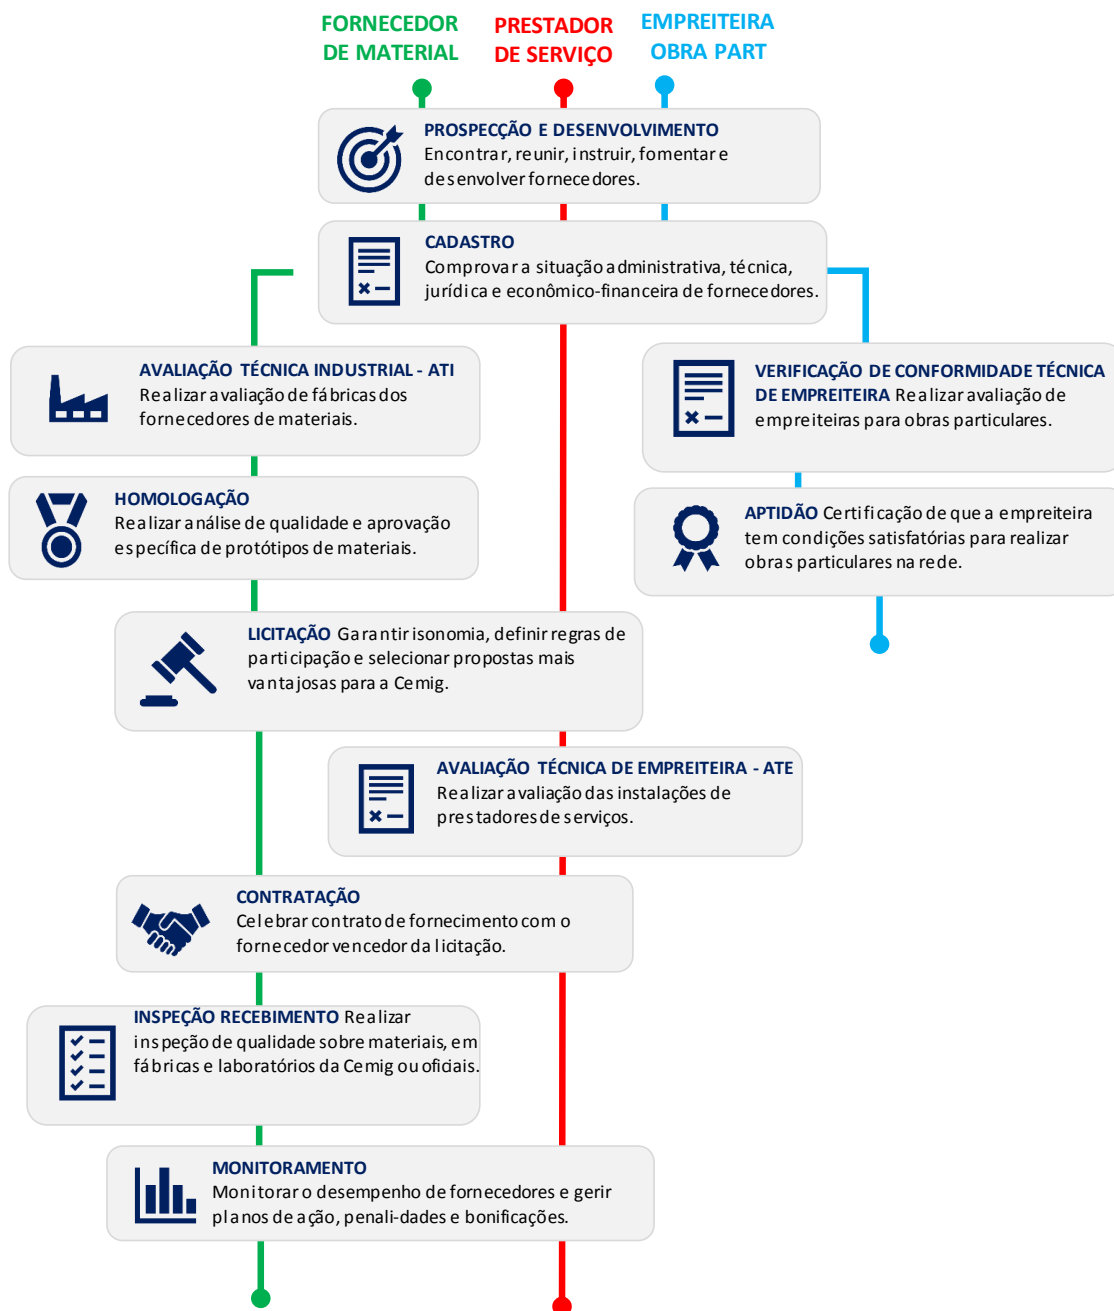 FORNECEDOR
DE MATERIAL
PRESTADOR
DE SERVIÇO
EMPREITEIRA
OBRA PART
PROSPECÇÃO E DESENVOLVIMENTO
Encontrar, reunir, instruir, fomentar e
desenvolver fornecedores.
CADASTRO
Comprovar a situação administrativa, técnica,
jurídica e econômico-financeira de fornecedores.
AVALIAÇÃO TÉCNICA INDUSTRIAL - ATI
Realizar avaliação de fábricas dos
fornecedores de materiais.
VERIFICAÇÃO DE CONFORMIDADE TÉCNICA
DE EMPREITEIRA Realizar avaliação de
empreiteiras para obras particulares.
HOMOLOGAÇÃO
Realizar análise de qualidade e aprovação
específica de protótipos de materiais.
APTIDÃO Certificação de que a empreiteira
tem condições satisfatórias para realizar
obras particulares na rede.
LICITAÇÃO Garantir isonomia, definir regras de
participação e selecionar propostas mais
vantajosas para a Cemig.
AVALIAÇÃO TÉCNICA DE EMPREITEIRA - ATE
Realizar avaliação das instalações de
prestadores de serviços.
CONTRATAÇÃO
Celebrar contrato de fornecimento com o
fornecedor vencedor da licitação.
INSPEÇÃO RECEBIMENTO Realizar
inspeção de qualidade sobre materiais, em
fábricas e laboratórios da Cemig ou oficiais.
MONITORAMENTO
Monitorar o desempenho de fornecedores e gerir
planos de ação, penali-dades e bonificações.